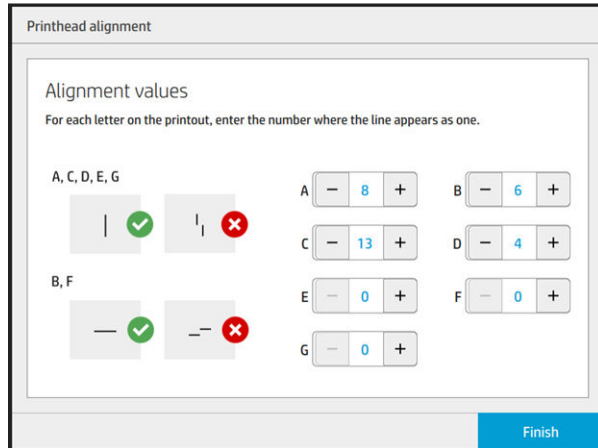 Printhead alignment
Alignment values
For each letter on the printout, enter the number where the line appears as one.
A, C, D, E, G
A − 8 +
B − 6 +
C − 13 +
D − 4 +
B, F
E − 0 +
F − 0 +
G − 0 +
Finish